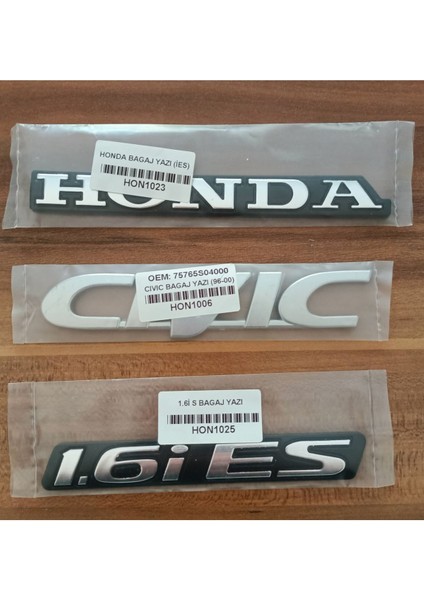 HONDA BAGAJ YAZI (İES)
HON1023
HONDA
OEM: 75765S04000
CIVIC BAGAJ YAZI (96-00)
HON1006
CIVIC
1.6İ S BAGAJ YAZI
HON1025
1.6i ES